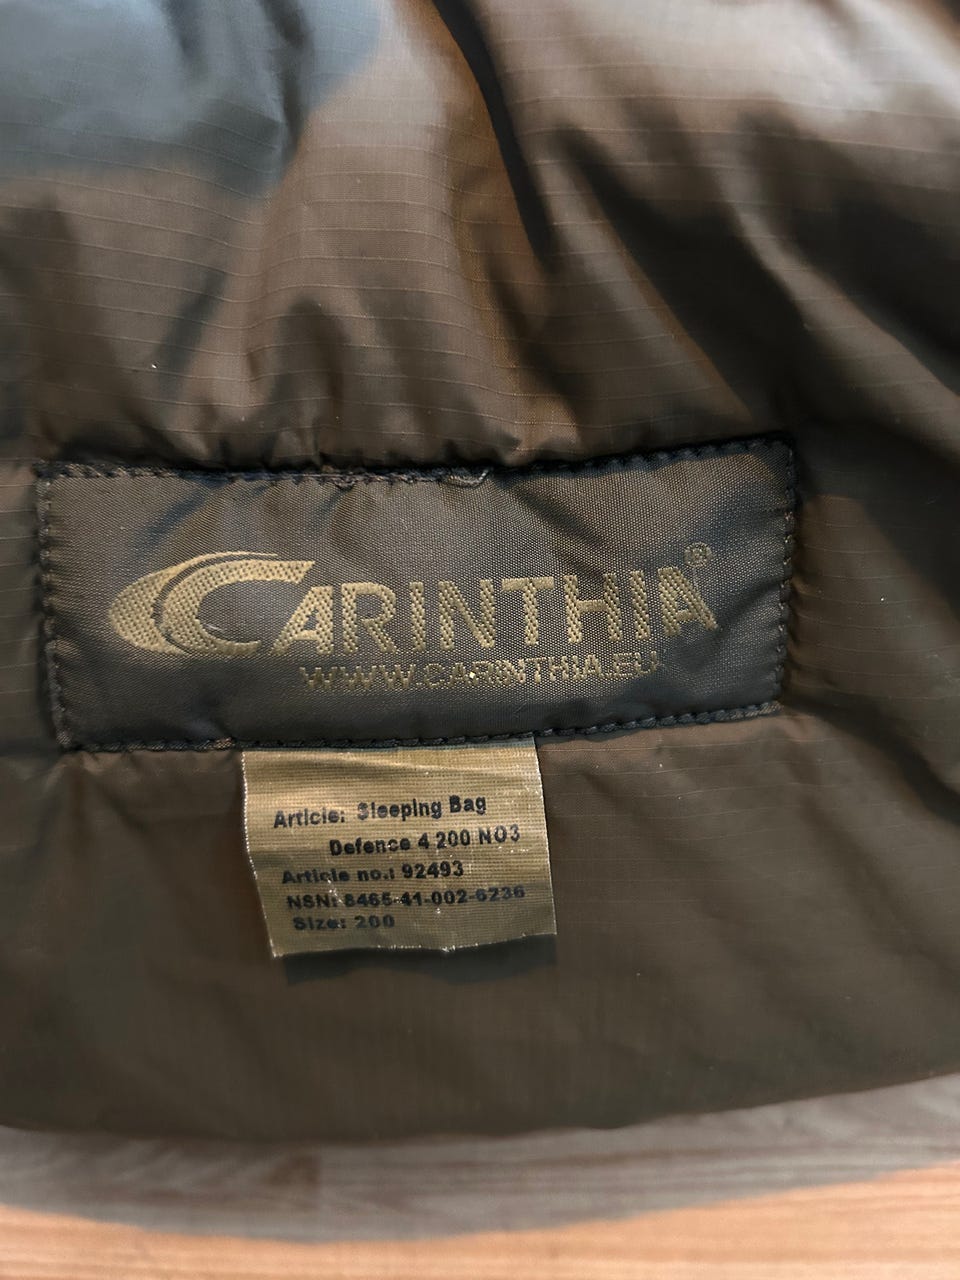 CARINTHIA®
WWW.CARINTHIA.EU
Article: Sleeping Bag
Defence 4 200 NO3
Article no.: 92493
NSN: 8465-41-002-6236
Size: 200